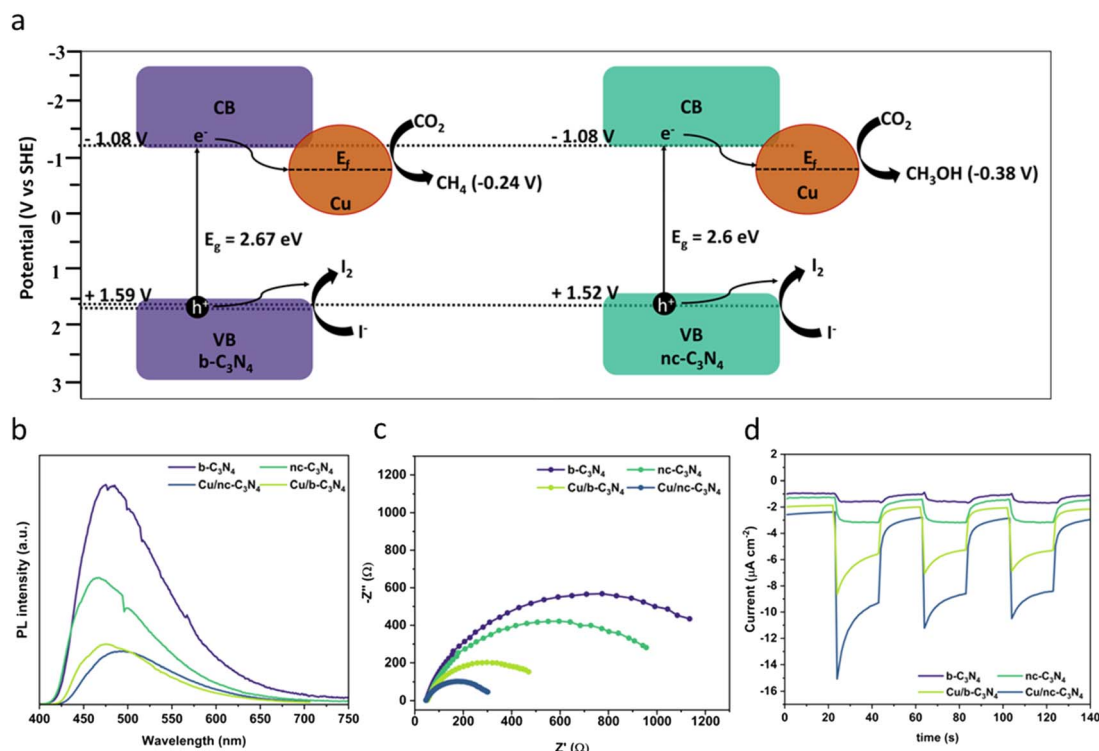 a
Potential (V vs SHE)
-3
-2
-1
0
1
2
3
CB
e-
- 1.08 V
Ef
Cu
CO2
CH4 (-0.24 V)
Eg = 2.67 eV
+ 1.59 V
h+
I2
I-
VB
b-C3N4
CB
e-
- 1.08 V
Ef
Cu
CO2
CH3OH (-0.38 V)
Eg = 2.6 eV
+ 1.52 V
h+
I2
I-
VB
nc-C3N4
b
PL intensity (a.u.)
b-C3N4 nc-C3N4
Cu/nc-C3N4 Cu/b-C3N4
400 450 500 550 600 650 700 750
Wavelength (nm)
c
-Z'' (Ω)
1200
1000
800
600
400
200
0
b-C3N4 nc-C3N4
Cu/b-C3N4 Cu/nc-C3N4
0 200 400 600 800 1000 1200
Z' (Ω)
d
Current (μA cm-2)
2
0
-2
-4
-6
-8
-10
-12
-14
-16
b-C3N4 nc-C3N4
Cu/b-C3N4 Cu/nc-C3N4
0 20 40 60 80 100 120 140
time (s)